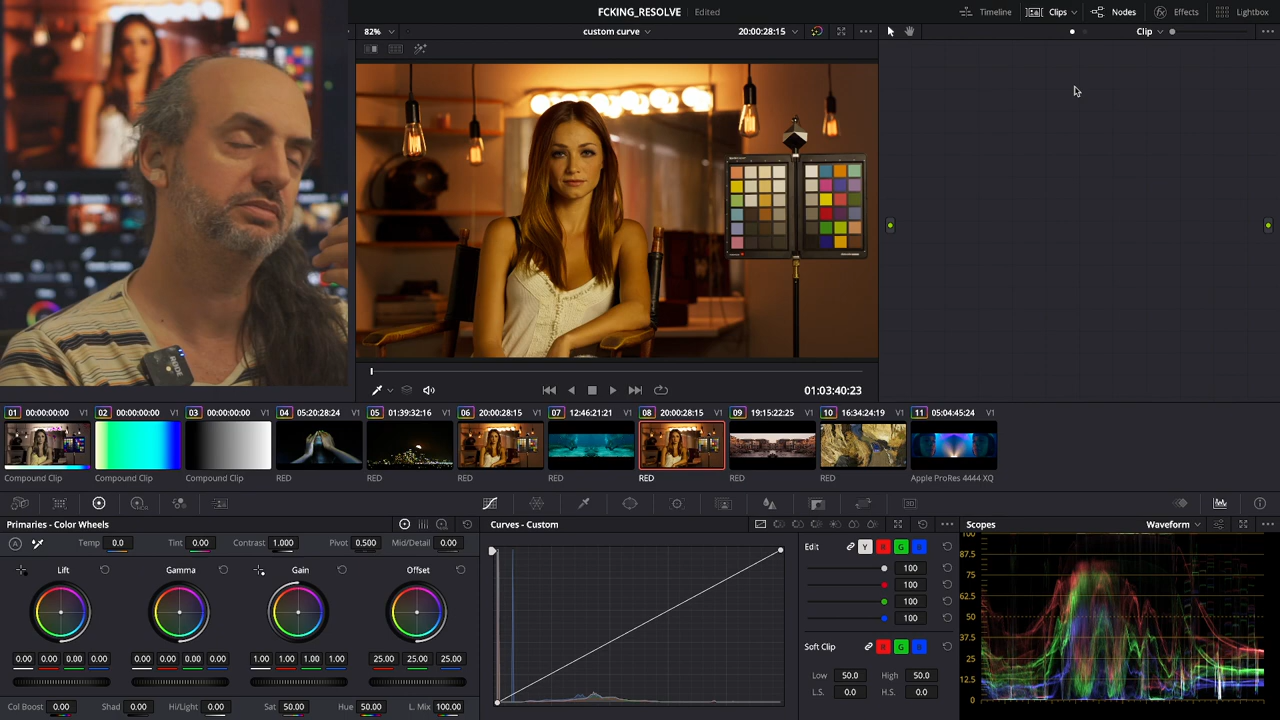 FCKING_RESOLVE Edited
Timeline Clips Nodes Effects Lightbox
82% custom curve 20:00:28:15 Clip
01:03:40:23
01 00:00:00:00 V1 02 00:00:00:00 V1 03 00:00:00:00 V1 04 05:20:28:24 V1 05 01:39:32:16 V1 06 20:00:28:15 V1 07 12:46:21:21 V1 08 20:00:28:15 V1 09 19:15:22:25 V1 10 16:34:24:19 V1 11 05:04:45:24 V1
Compound Clip Compound Clip Compound Clip RED RED RED RED RED RED RED Apple ProRes 4444 XQ
Primaries - Color Wheels Curves - Custom Scopes Waveform
Temp 0.0 Tint 0.00 Contrast 1.000 Pivot 0.500 Mid/Detail 0.00
Lift Gamma Gain Offset
0.00 0.00 0.00 0.00 0.00 0.00 0.00 0.00 1.00 1.00 1.00 1.00 25.00 25.00 25.00
Col Boost 0.00 Shad 0.00 Hi/Light 0.00 Sat 50.00 Hue 50.00 L. Mix 100.00
Edit Y R G B
100
100
100
100
Soft Clip R G B
Low 50.0 High 50.0
L.S. 0.0 H.S. 0.0
100
87.5
75
62.5
50
37.5
25
12.5
0